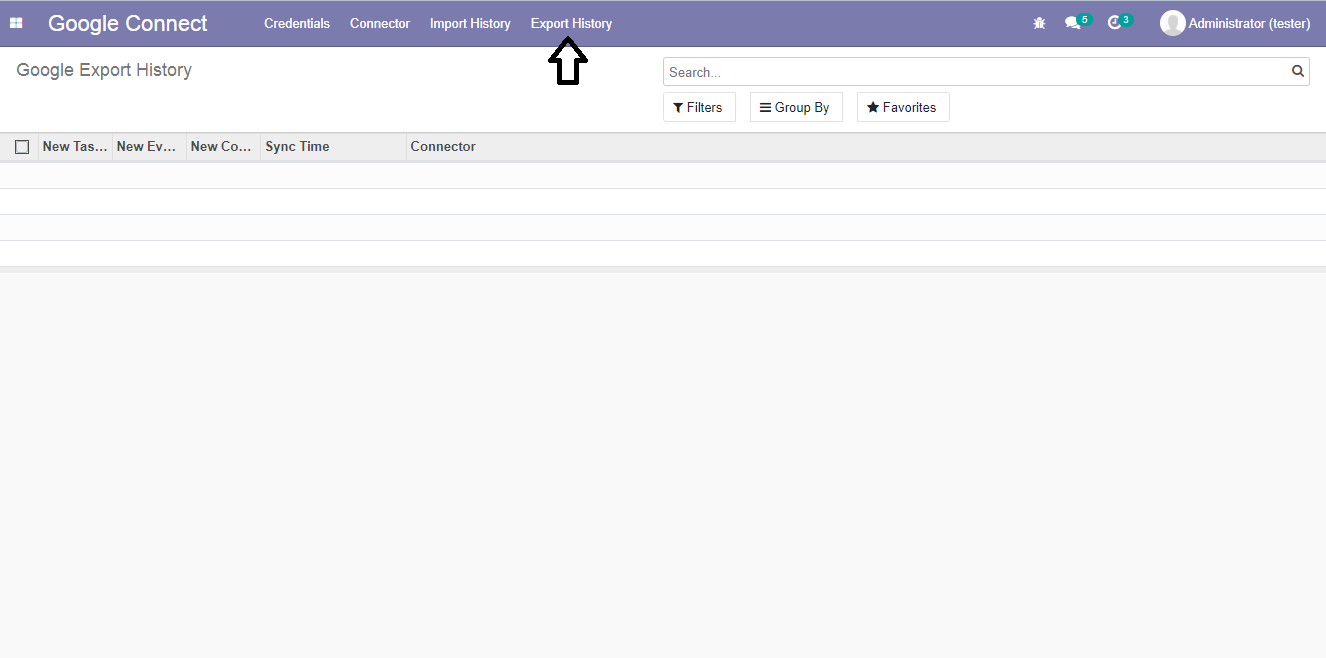 Google Connect Credentials Connector Import History Export History 5 3 Administrator (tester)
Google Export History
Search...
Filters Group By Favorites
New Tas... New Ev... New Co... Sync Time Connector